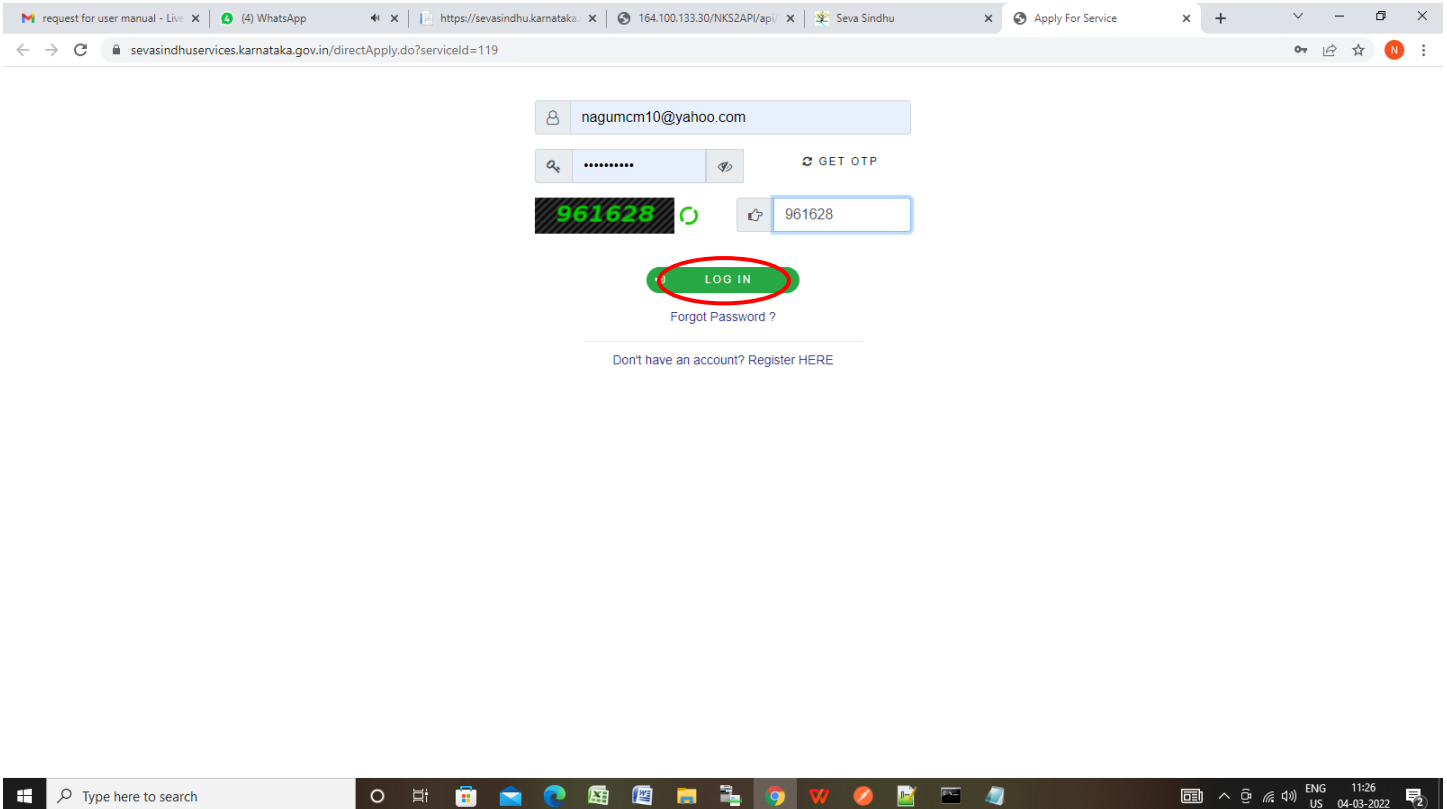 request for user manual - Live
(4) WhatsApp
https://sevasindhu.karnataka.
164.100.133.30/NKS2API/api/
Seva Sindhu
Apply For Service
sevasindhuservices.karnataka.gov.in/directApply.do?serviceId=119
N
nagumcm10@yahoo.com
••••••••••
GET OTP
961628
961628
LOG IN
Forgot Password ?
Don't have an account? Register HERE
Type here to search
ENG
US
11:26
04-03-2022
2